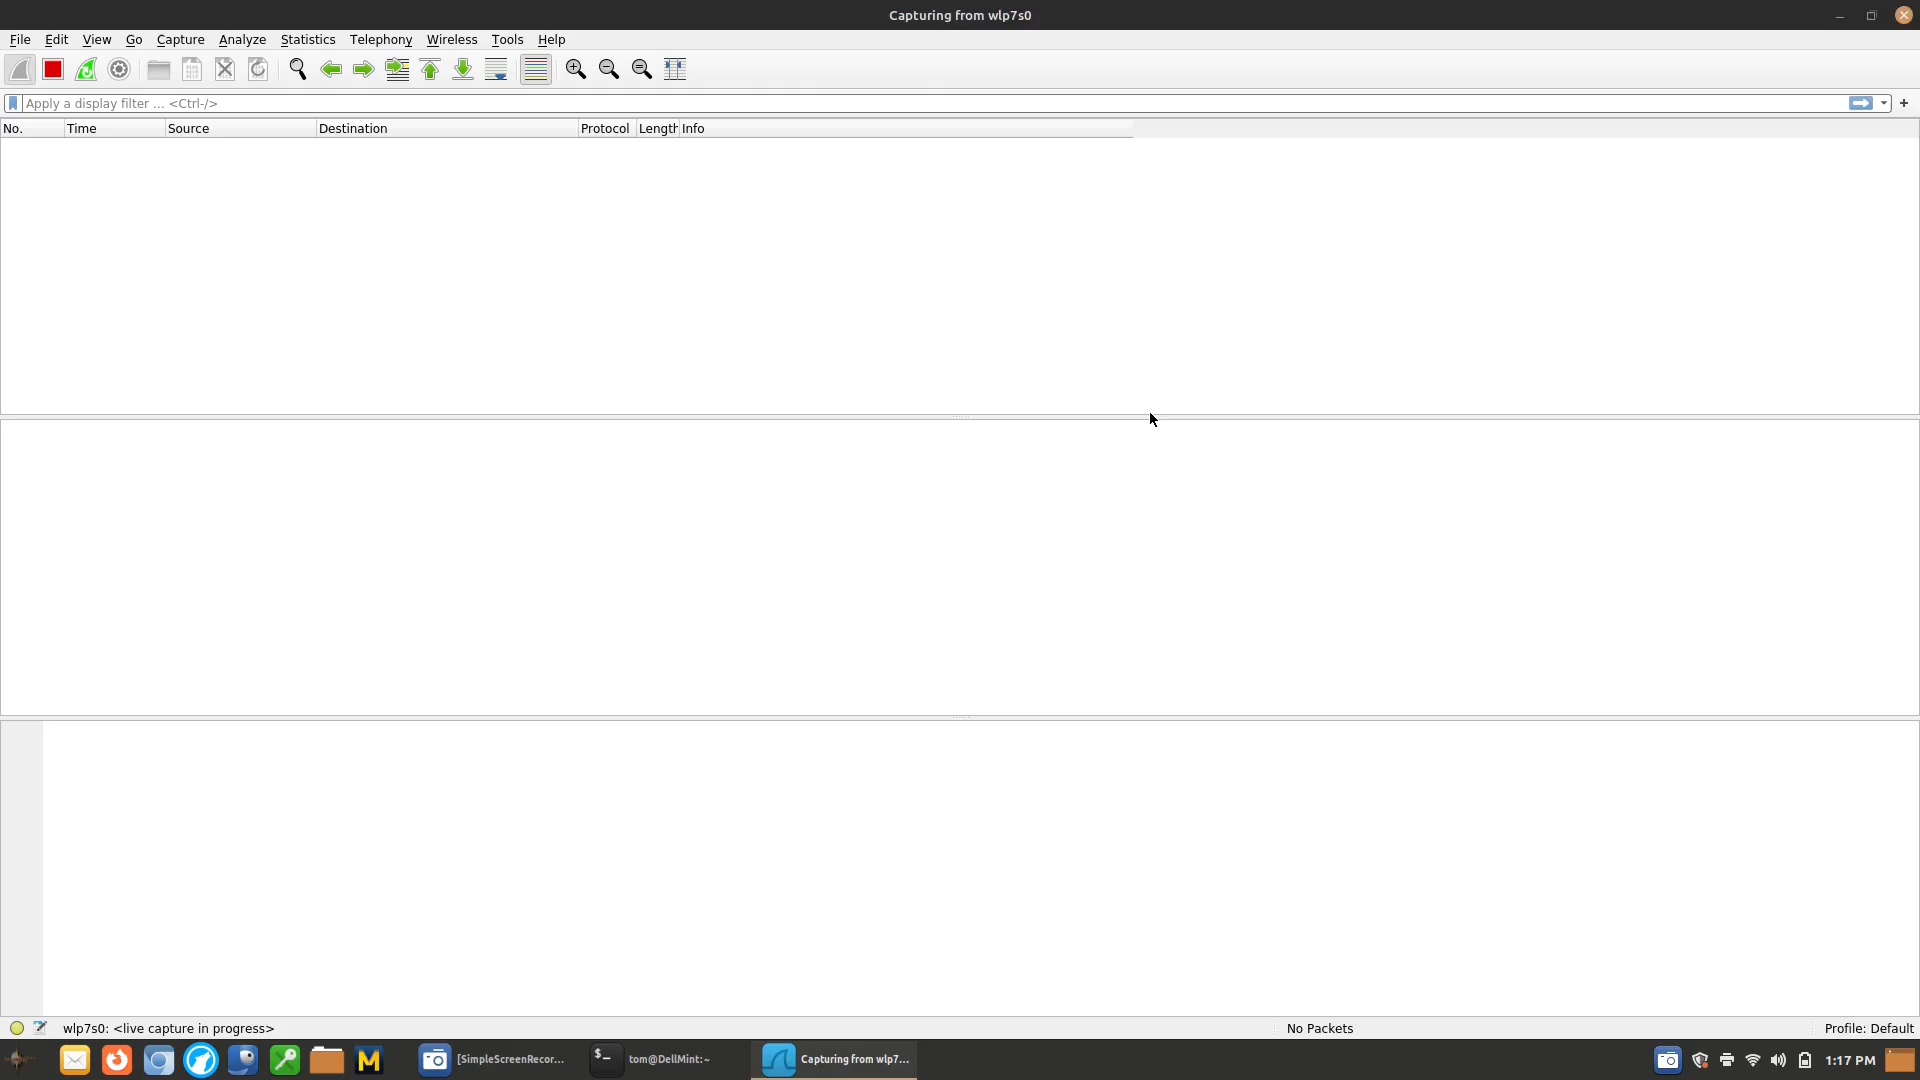 Capturing from wlp7s0
File Edit View Go Capture Analyze Statistics Telephony Wireless Tools Help
Apply a display filter ... <Ctrl-/>
No. Time Source Destination Protocol Length Info
wlp7s0: <live capture in progress> No Packets Profile: Default
[SimpleScreenRecor... tom@DellMint:~ Capturing from wlp7... 1:17 PM